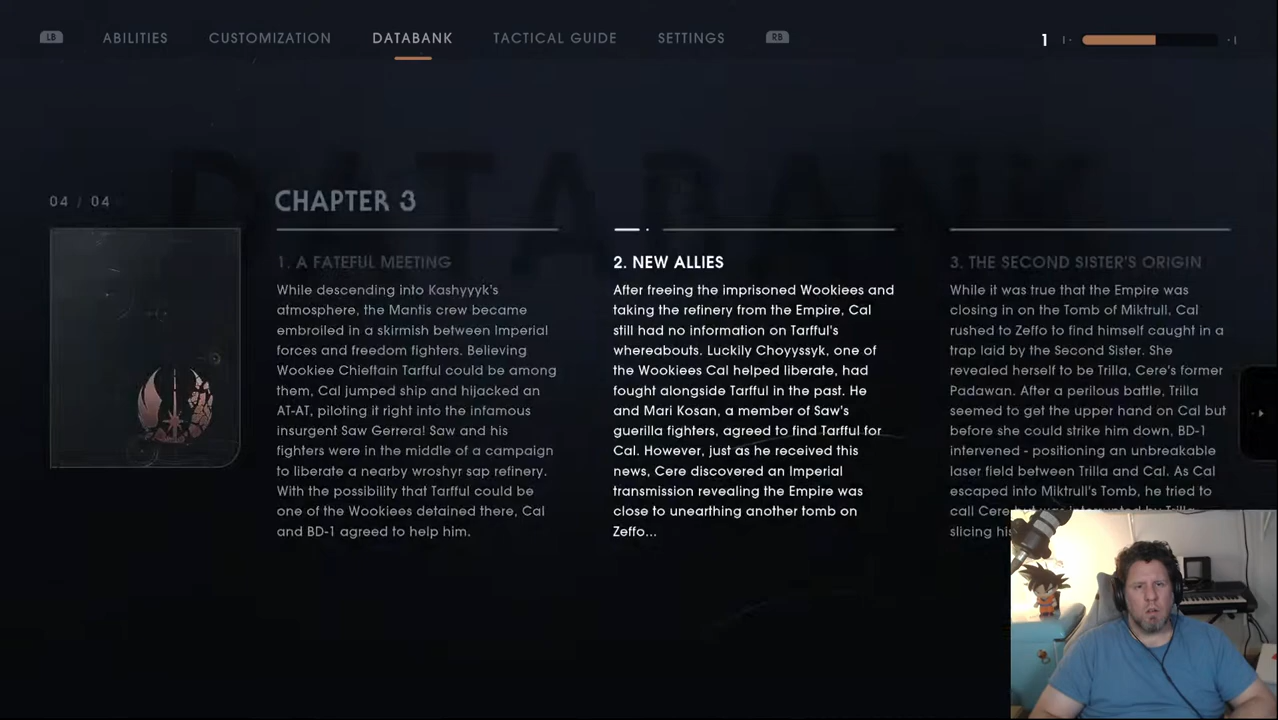 LB
ABILITIES
CUSTOMIZATION
DATABANK
TACTICAL GUIDE
SETTINGS
RB
1
DATABANK
04 / 04
CHAPTER 3
1. A FATEFUL MEETING
While descending into Kashyyyk's
atmosphere, the Mantis crew became
embroiled in a skirmish between Imperial
forces and freedom fighters. Believing
Wookiee Chieftain Tarfful could be among
them, Cal jumped ship and hijacked an
AT-AT, piloting it right into the infamous
insurgent Saw Gerrera! Saw and his
fighters were in the middle of a campaign
to liberate a nearby wroshyr sap refinery.
With the possibility that Tarfful could be
one of the Wookiees detained there, Cal
and BD-1 agreed to help him.
2. NEW ALLIES
After freeing the imprisoned Wookiees and
taking the refinery from the Empire, Cal
still had no information on Tarfful's
whereabouts. Luckily Choyyssyk, one of
the Wookiees Cal helped liberate, had
fought alongside Tarfful in the past. He
and Mari Kosan, a member of Saw's
guerilla fighters, agreed to find Tarfful for
Cal. However, just as he received this
news, Cere discovered an Imperial
transmission revealing the Empire was
close to unearthing another tomb on
Zeffo...
3. THE SECOND SISTER'S ORIGIN
While it was true that the Empire was
closing in on the Tomb of Miktrull, Cal
rushed to Zeffo to find himself caught in a
trap laid by the Second Sister. She
revealed herself to be Trilla, Cere's former
Padawan. After a perilous battle, Trilla
seemed to get the upper hand on Cal but
before she could strike him down, BD-1
intervened - positioning an unbreakable
laser field between Trilla and Cal. As Cal
escaped into Miktrull's Tomb, he tried to
call Cere but was interrupted by Trilla
slicing